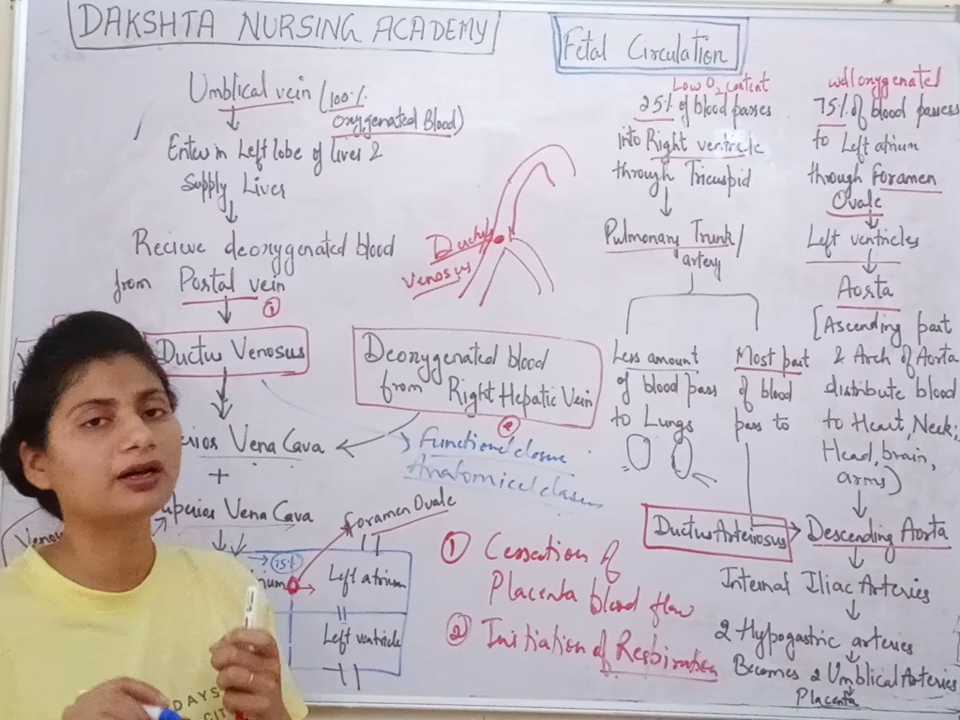 DAKSHTA NURSING ACADEMY
Fetal Circulation
Umblical vein (100%
oxygenated Blood)
Enters in Left lobe of liver &
Supply Liver
Recieve deoxygenated blood
from Portal vein
①
Ductus Venosus
Vena Cava
+
Vena Cava
Ductus
Venosus
Deoxygenated blood
from Right Hepatic Vein
②
Functional closure
Anatomical closure
Foramen Ovale
75%
Left atrium
Left ventricle
Low O2 content
25% of blood passes
into Right ventricle
through Tricuspid
Pulmonary Trunk/
artery
Less amount
of blood pass
to Lungs
Most part
of blood
pass to
Ductus Arteriosus
well oxygenated
75% of blood passes
to Left atrium
through Foramen
Ovale
Left ventricles
Aorta
[Ascending part
& Arch of Aorta
distribute blood
to Heart, Neck,
Head, brain,
arms)
Descending Aorta
Internal Iliac Arteries
2 Hypogastric arteries
Becomes 2 Umblical Arteries
Placenta
① Cessation of
Placenta blood flow
② Initiation of Respiration
DAYS
CIT